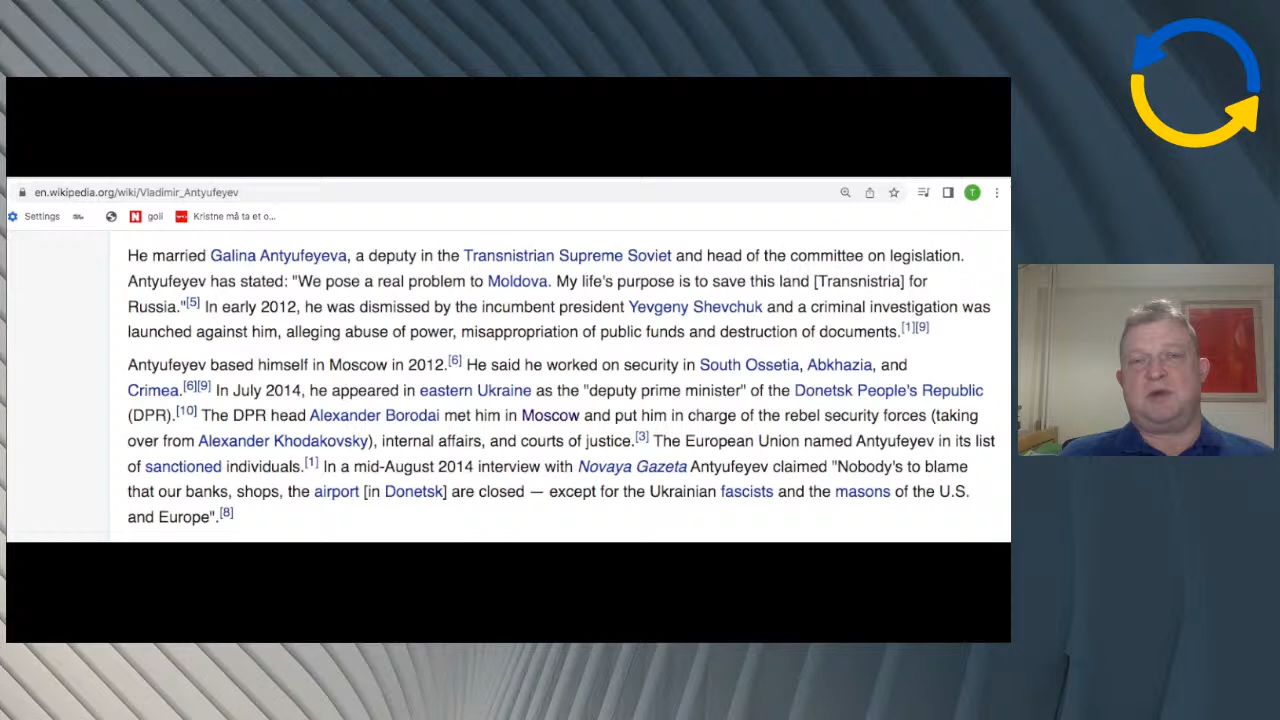 en.wikipedia.org/wiki/Vladimir_Antyufeyev
T
Settings
goli
Kristne må ta et o...
He married Galina Antyufeyeva, a deputy in the Transnistrian Supreme Soviet and head of the committee on legislation.
Antyufeyev has stated: "We pose a real problem to Moldova. My life's purpose is to save this land [Transnistria] for
Russia."[5] In early 2012, he was dismissed by the incumbent president Yevgeny Shevchuk and a criminal investigation was
launched against him, alleging abuse of power, misappropriation of public funds and destruction of documents.[1][9]
Antyufeyev based himself in Moscow in 2012.[6] He said he worked on security in South Ossetia, Abkhazia, and
Crimea.[6][9] In July 2014, he appeared in eastern Ukraine as the "deputy prime minister" of the Donetsk People's Republic
(DPR).[10] The DPR head Alexander Borodai met him in Moscow and put him in charge of the rebel security forces (taking
over from Alexander Khodakovsky), internal affairs, and courts of justice.[3] The European Union named Antyufeyev in its list
of sanctioned individuals.[1] In a mid-August 2014 interview with Novaya Gazeta Antyufeyev claimed "Nobody's to blame
that our banks, shops, the airport [in Donetsk] are closed — except for the Ukrainian fascists and the masons of the U.S.
and Europe".[8]